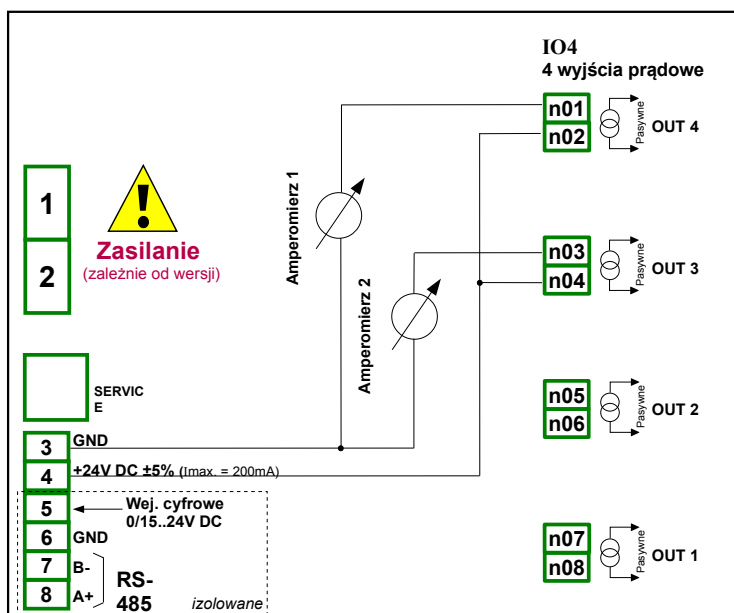 IO4
4 wyjścia prądowe
n01
n02
Pasywne
OUT 4
Amperomierz 1
1
2
!
Zasilanie
(zależnie od wersji)
n03
n04
Pasywne
OUT 3
Amperomierz 2
SERVIC
E
n05
n06
Pasywne
OUT 2
3 GND
4 +24V DC ±5% (Imax. = 200mA)
5 Wej. cyfrowe
0/15..24V DC
6 GND
7 B-
8 A+
RS-
485
izolowane
n07
n08
Pasywne
OUT 1